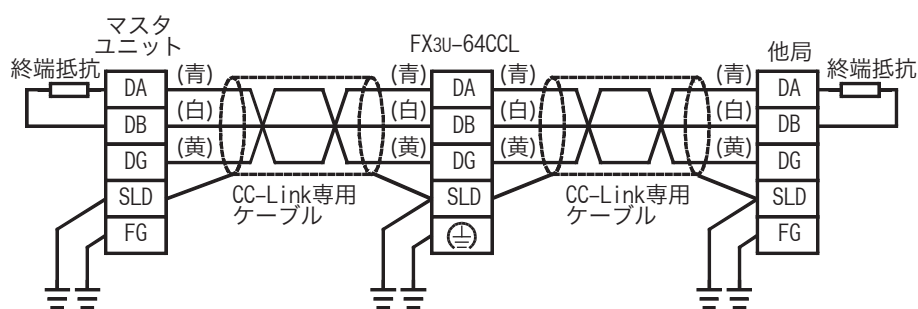 マスタ
ユニット
FX3U-64CCL
他局
終端抵抗
DA
(青)
(青)
DA
(青)
(青)
DA
終端抵抗
DB
(白)
(白)
DB
(白)
(白)
DB
DG
(黄)
(黄)
DG
(黄)
(黄)
DG
SLD
CC-Link専用
ケーブル
SLD
CC-Link専用
ケーブル
SLD
FG
FG